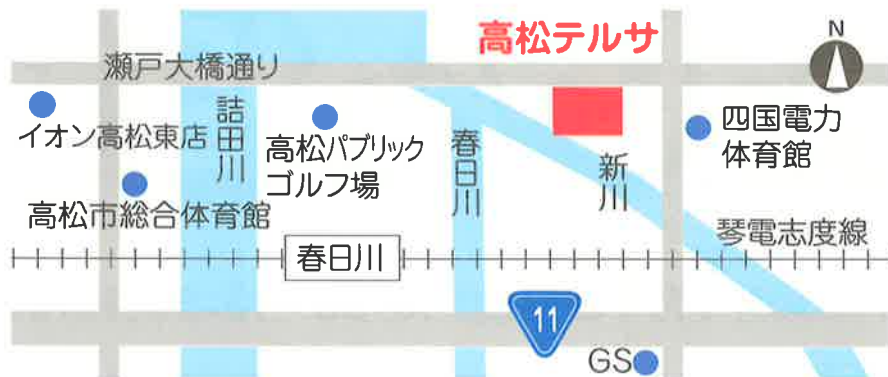 高松テルサ
N
瀬戸大橋通り
イオン高松東店
詰田川
高松パブリック
ゴルフ場
春日川
新川
四国電力
体育館
高松市総合体育館
琴電志度線
春日川
11
GS